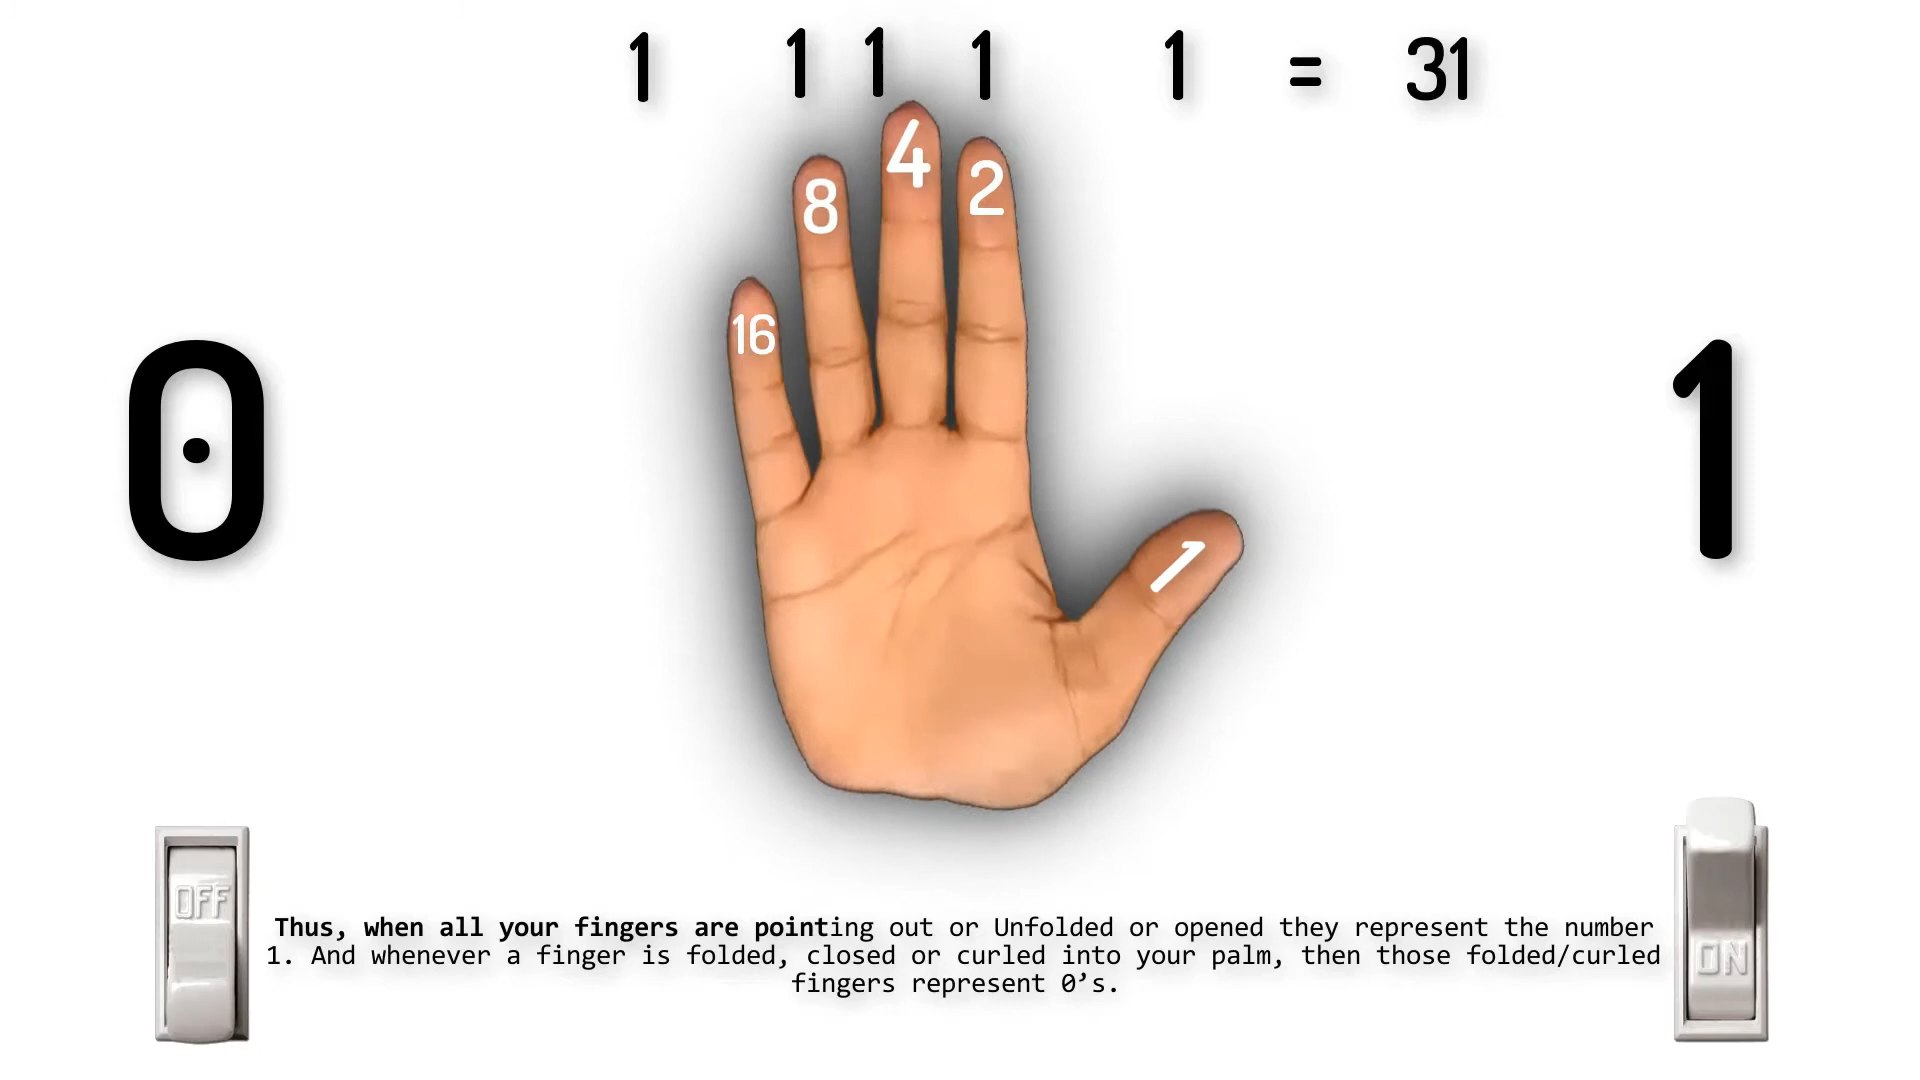 1 1 1 1 1 = 31
4
2
8
16
0 1
1
OFF
Thus, when all your fingers are pointing out or Unfolded or opened they represent the number
1. And whenever a finger is folded, closed or curled into your palm, then those folded/curled
fingers represent 0’s.
ON